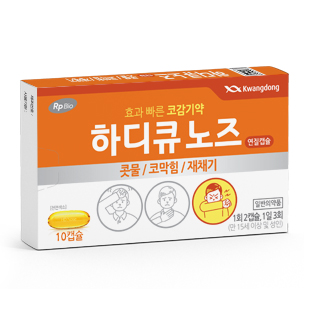 RpBio
Kwangdong
효과 빠른 코감기약
하디큐 노즈
연질캡슐
콧물 / 코막힘 / 재채기
10캡슐
일반의약품
1회 2캡슐, 1일 3회
(만 15세 이상 및 성인)